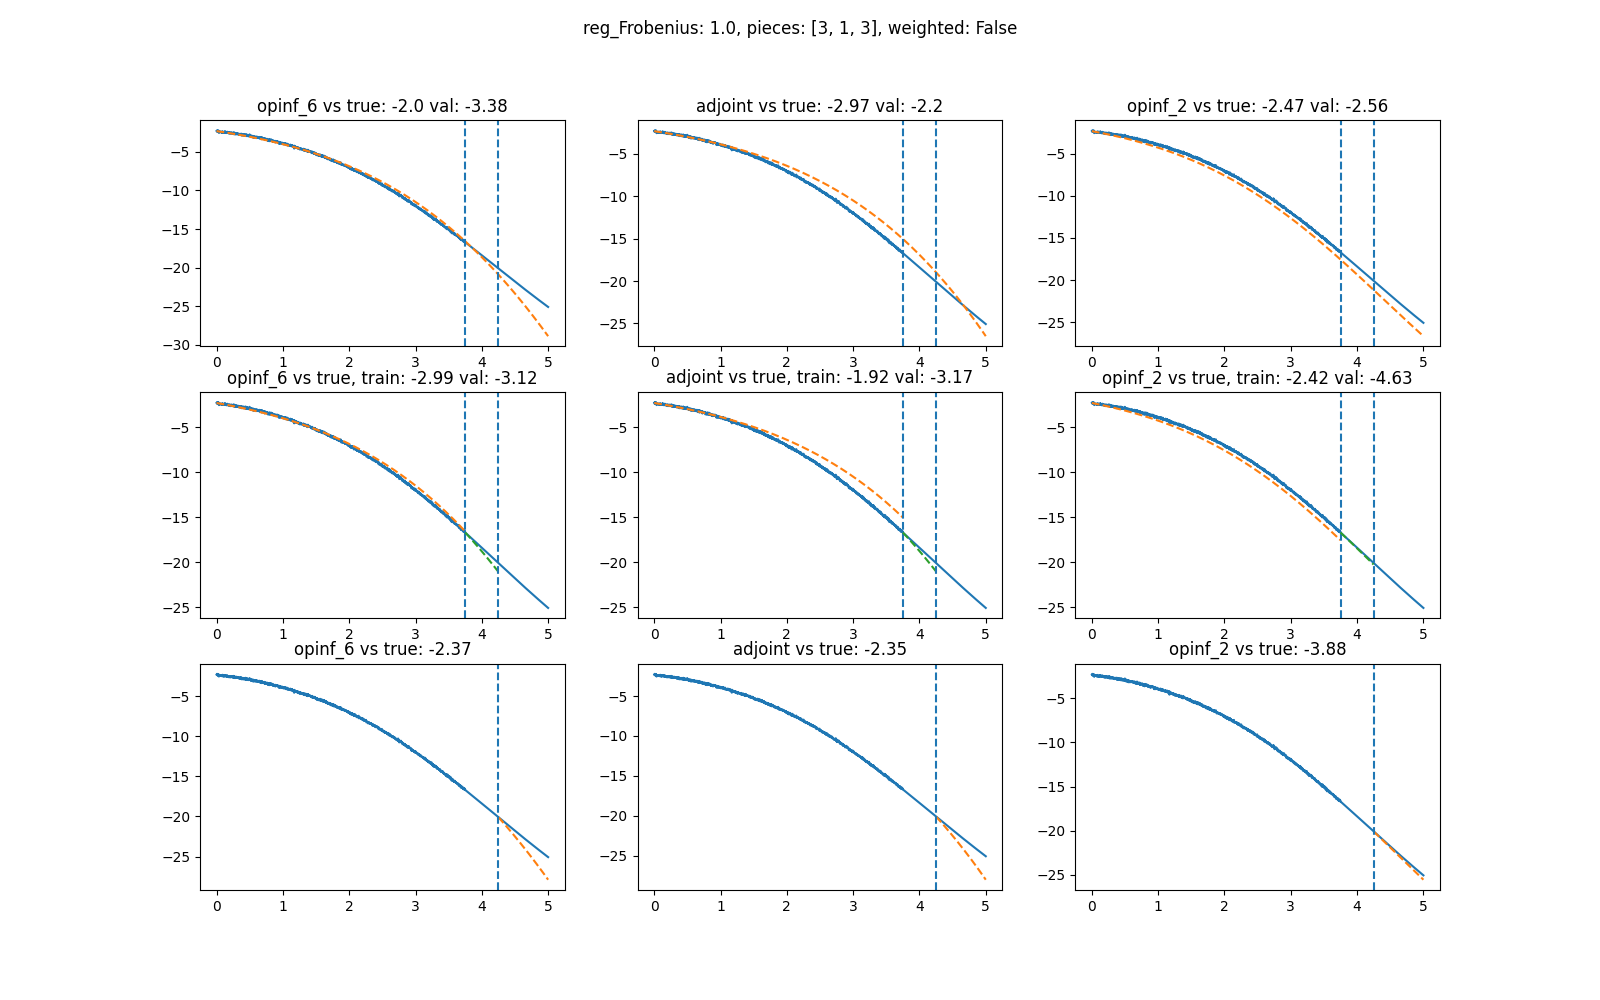 reg_Frobenius: 1.0, pieces: [3, 1, 3], weighted: False
opinf_6 vs true: -2.0 val: -3.38
−5
−10
−15
−20
−25
−30
0 1 2 3 4 5
adjoint vs true: -2.97 val: -2.2
−5
−10
−15
−20
−25
0 1 2 3 4 5
opinf_2 vs true: -2.47 val: -2.56
−5
−10
−15
−20
−25
0 1 2 3 4 5
opinf_6 vs true, train: -2.99 val: -3.12
−5
−10
−15
−20
−25
0 1 2 3 4 5
adjoint vs true, train: -1.92 val: -3.17
−5
−10
−15
−20
−25
0 1 2 3 4 5
opinf_2 vs true, train: -2.42 val: -4.63
−5
−10
−15
−20
−25
0 1 2 3 4 5
opinf_6 vs true: -2.37
−5
−10
−15
−20
−25
0 1 2 3 4 5
adjoint vs true: -2.35
−5
−10
−15
−20
−25
0 1 2 3 4 5
opinf_2 vs true: -3.88
−5
−10
−15
−20
−25
0 1 2 3 4 5